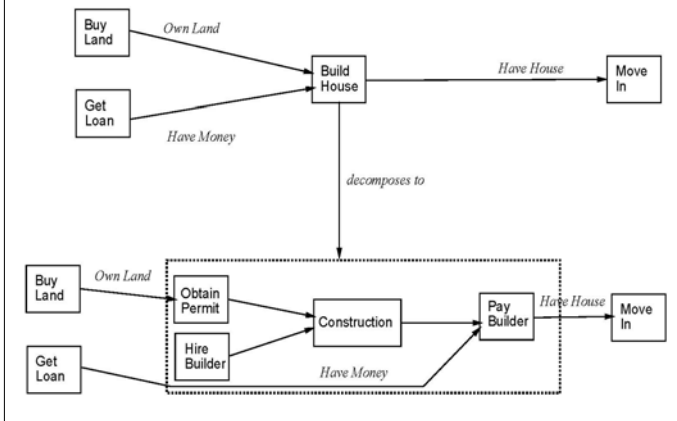 Buy
Land
Own Land
Build
House
Have House
Move
In
Get
Loan
Have Money
decomposes to
Buy
Land
Own Land
Obtain
Permit
Construction
Pay
Builder
Have House
Move
In
Hire
Builder
Get
Loan
Have Money